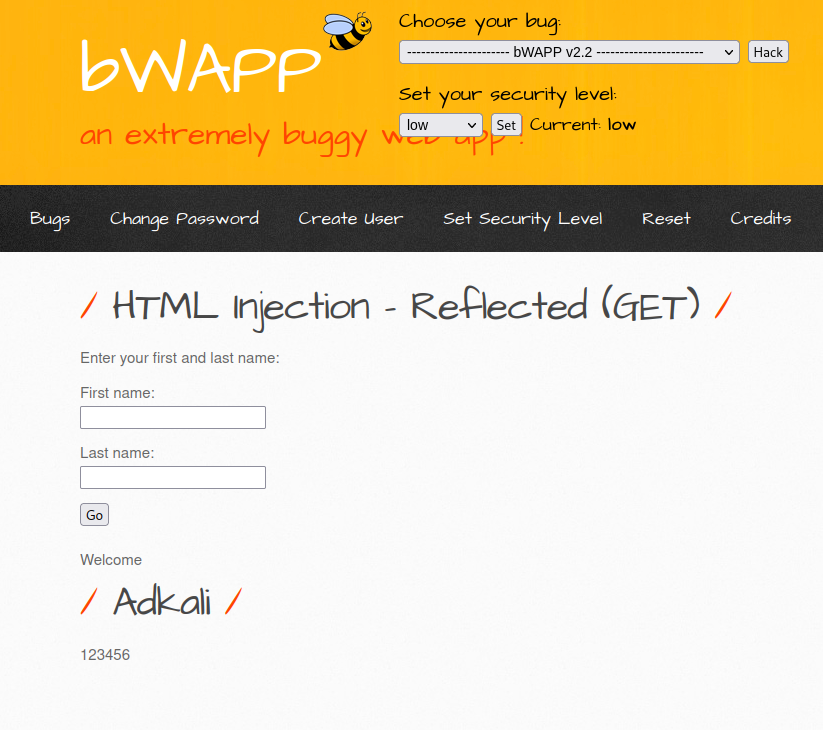 bWAPP
an extremely buggy web app !
Choose your bug:
---------------------- bWAPP v2.2 -----------------------
Hack
Set your security level:
low
Set
Current: low
Bugs
Change Password
Create User
Set Security Level
Reset
Credits
/ HTML Injection - Reflected (GET) /
Enter your first and last name:
First name:
Last name:
Go
Welcome
/ Adkali /
123456